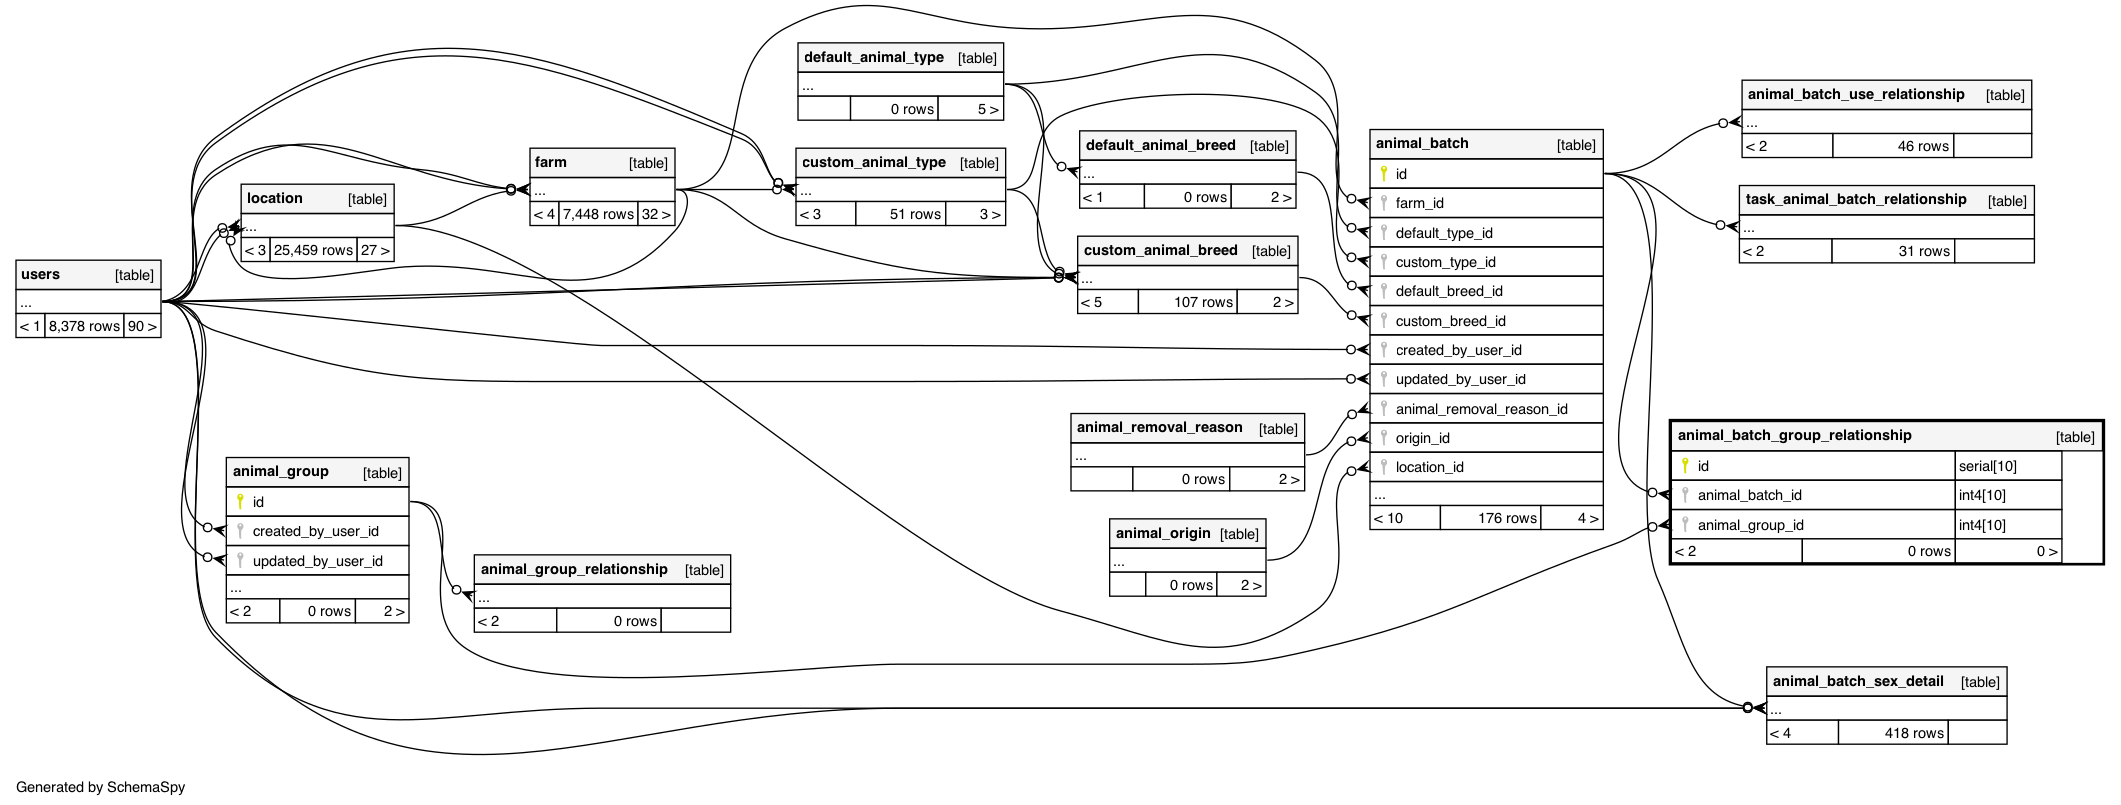 users [table]
...
< 1 8,378 rows 90 >
location [table]
...
< 3 25,459 rows 27 >
farm [table]
...
< 4 7,448 rows 32 >
default_animal_type [table]
...
0 rows 5 >
custom_animal_type [table]
...
< 3 51 rows 3 >
default_animal_breed [table]
...
< 1 0 rows 2 >
custom_animal_breed [table]
...
< 5 107 rows 2 >
animal_batch [table]
id
farm_id
default_type_id
custom_type_id
default_breed_id
custom_breed_id
created_by_user_id
updated_by_user_id
animal_removal_reason_id
origin_id
location_id
...
< 10 176 rows 4 >
animal_batch_use_relationship [table]
...
< 2 46 rows
task_animal_batch_relationship [table]
...
< 2 31 rows
animal_batch_group_relationship [table]
id serial[10]
animal_batch_id int4[10]
animal_group_id int4[10]
< 2 0 rows 0 >
animal_removal_reason [table]
...
0 rows 2 >
animal_origin [table]
...
0 rows 2 >
animal_group [table]
id
created_by_user_id
updated_by_user_id
...
< 2 0 rows 2 >
animal_group_relationship [table]
...
< 2 0 rows
animal_batch_sex_detail [table]
...
< 4 418 rows
Generated by SchemaSpy